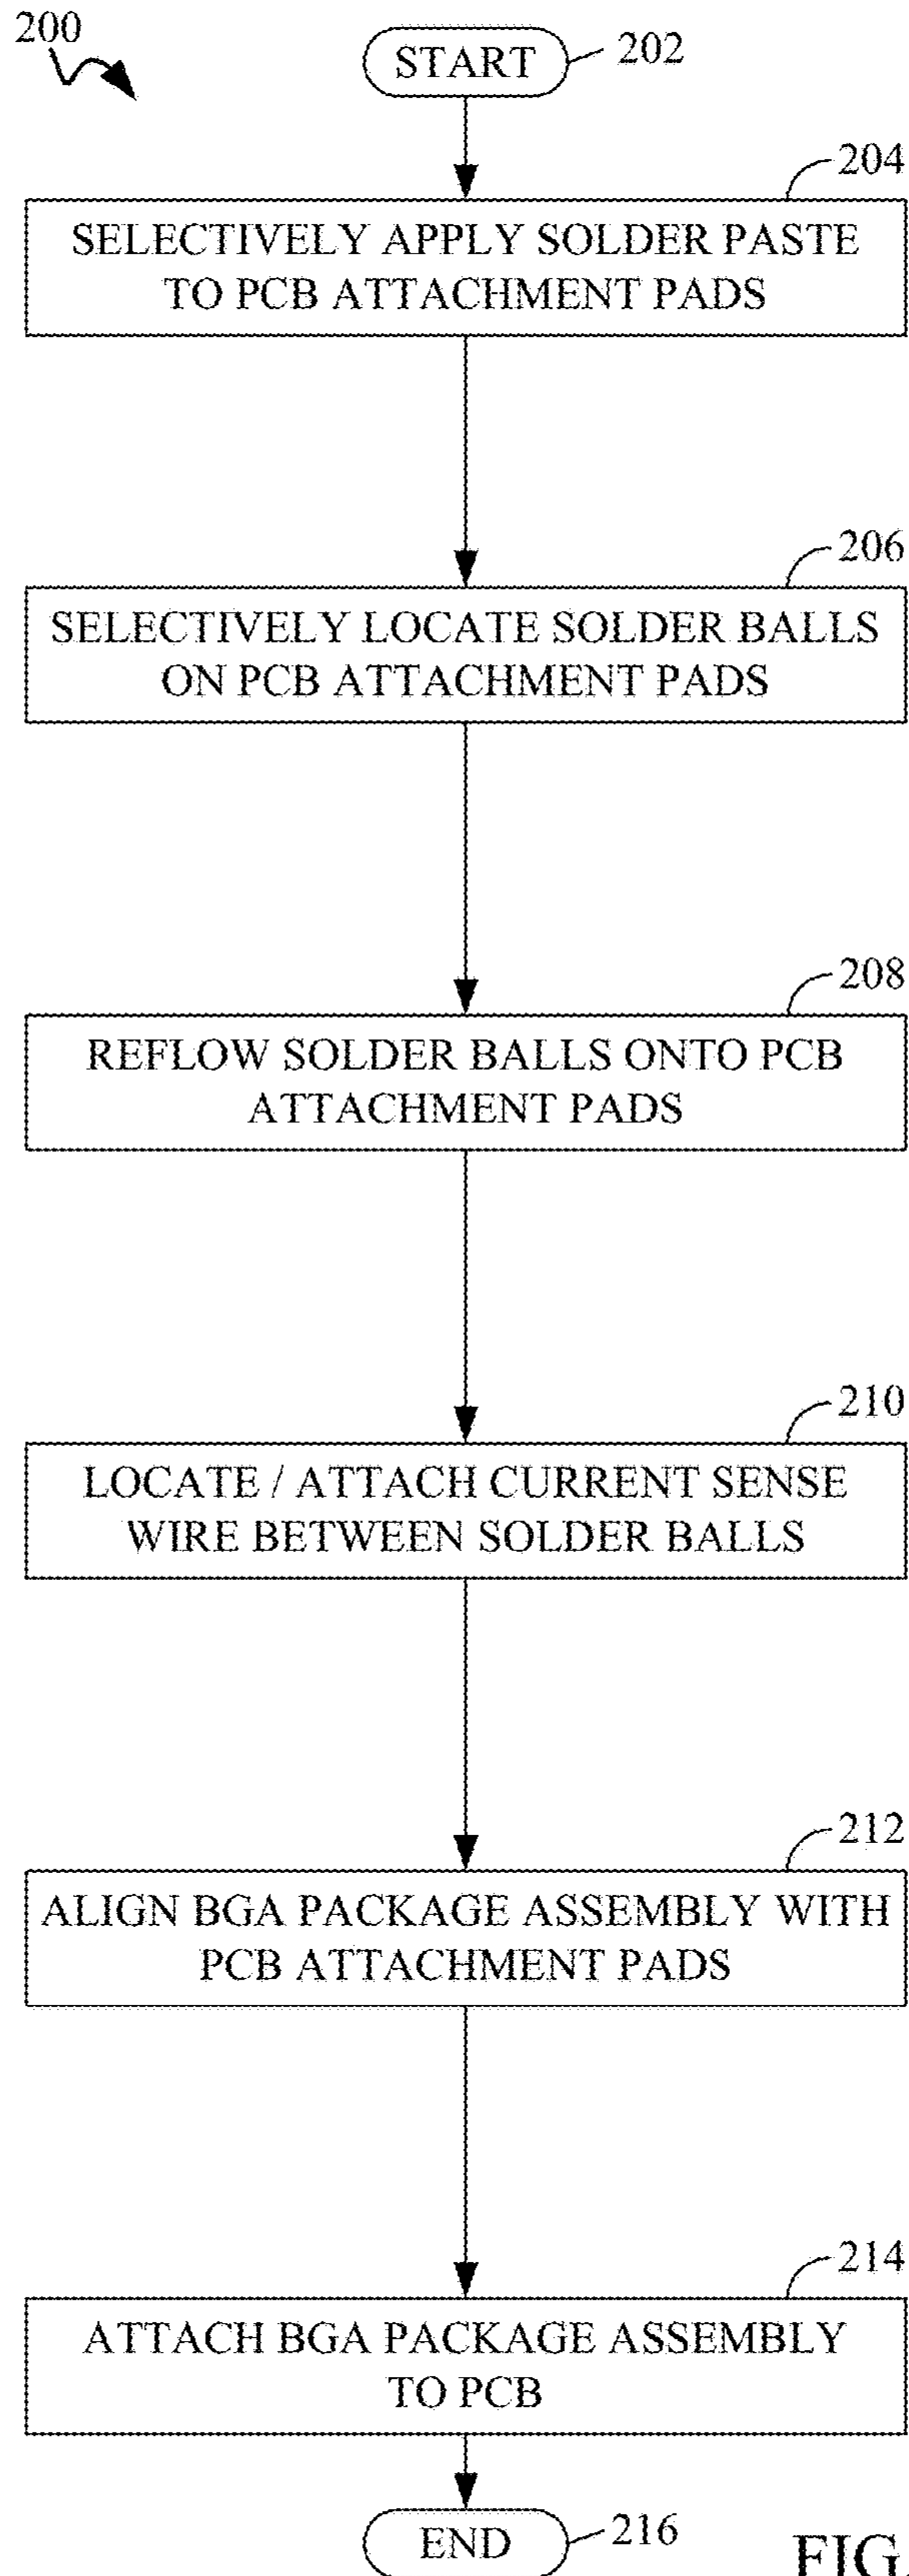 200
START
202
204
SELECTIVELY APPLY SOLDER PASTE
TO PCB ATTACHMENT PADS
206
SELECTIVELY LOCATE SOLDER BALLS
ON PCB ATTACHMENT PADS
208
REFLOW SOLDER BALLS ONTO PCB
ATTACHMENT PADS
210
LOCATE / ATTACH CURRENT SENSE
WIRE BETWEEN SOLDER BALLS
212
ALIGN BGA PACKAGE ASSEMBLY WITH
PCB ATTACHMENT PADS
214
ATTACH BGA PACKAGE ASSEMBLY
TO PCB
END
216
FIG.